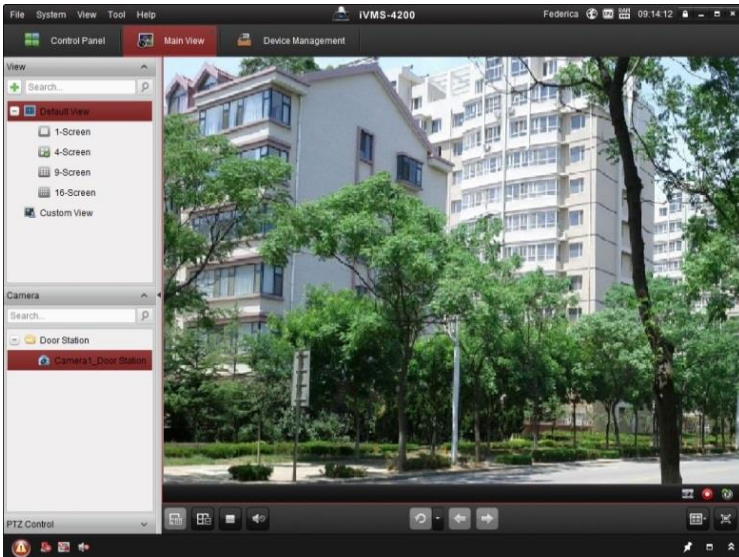 File System View Tool Help iVMS-4200 Federica 09:14:12
Control Panel Main View Device Management
View
Search...
Default View
1-Screen
4-Screen
9-Screen
16-Screen
Custom View
Camera
Search...
Door Station
Camera1_Door Station
PTZ Control